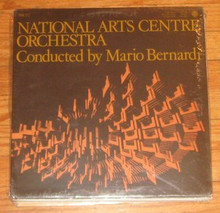 NATIONAL ARTS CENTRE
ORCHESTRA
Conducted by Mario Bernardi